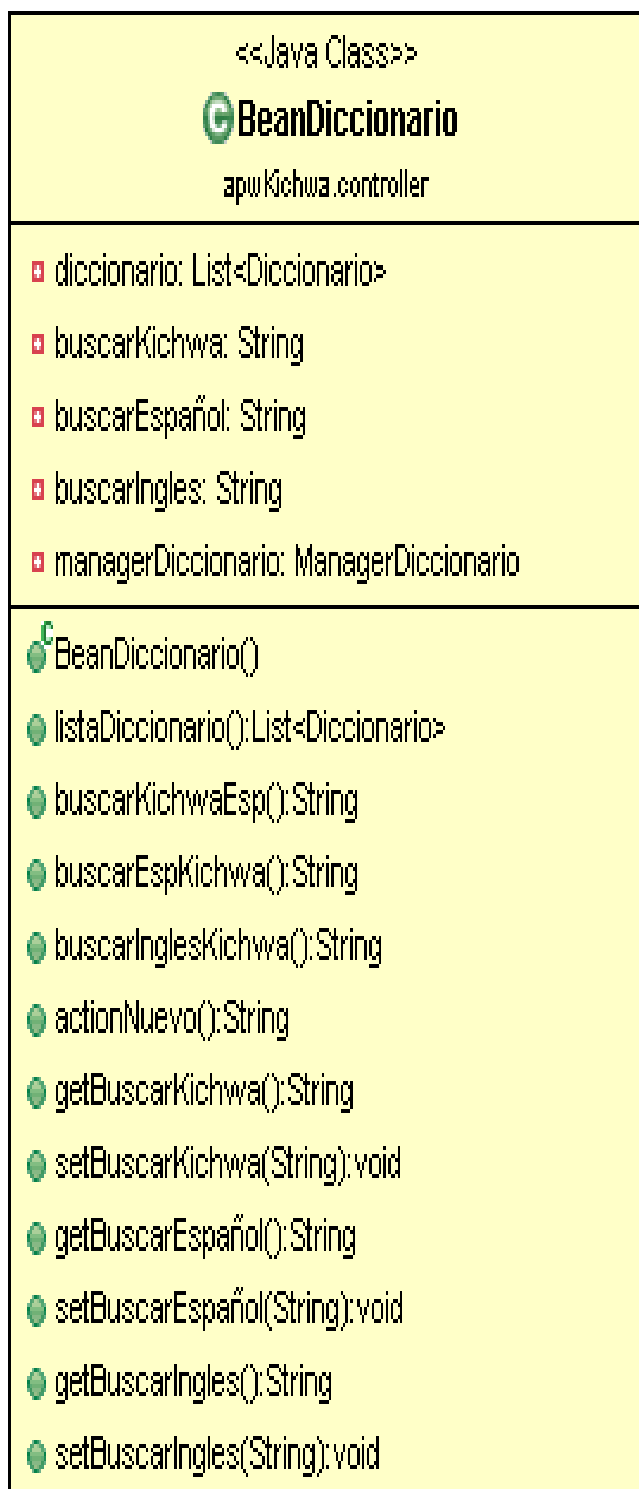 <<Java Class>>
BeanDiccionario
apwKichwa.controller
diccionario: List<Diccionario>
buscarKichwa: String
buscarEspañol: String
buscarIngles: String
managerDiccionario: ManagerDiccionario
BeanDiccionario()
listaDiccionario():List<Diccionario>
buscarKichwaEsp():String
buscarEspKichwa():String
buscarInglesKichwa():String
actionNuevo():String
getBuscarKichwa():String
setBuscarKichwa(String):void
getBuscarEspañol():String
setBuscarEspañol(String):void
getBuscarIngles():String
setBuscarIngles(String):void